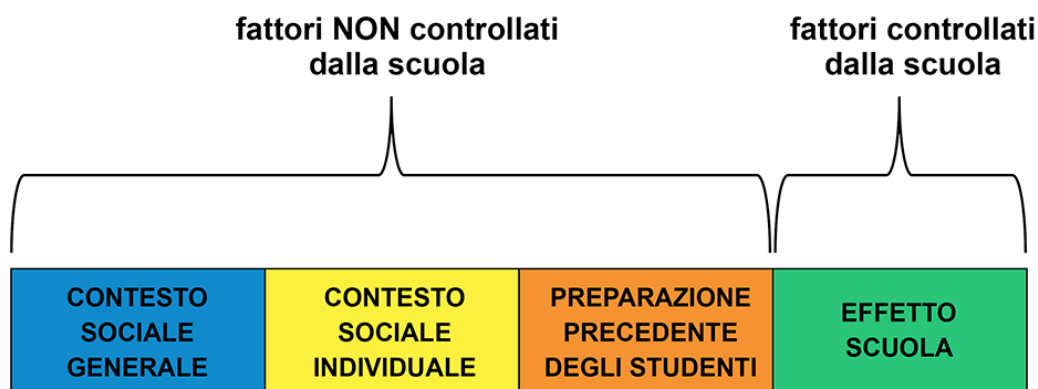 fattori NON controllati
dalla scuola
fattori controllati
dalla scuola
CONTESTO
SOCIALE
GENERALE
CONTESTO
SOCIALE
INDIVIDUALE
PREPARAZIONE
PRECEDENTE
DEGLI STUDENTI
EFFETTO
SCUOLA